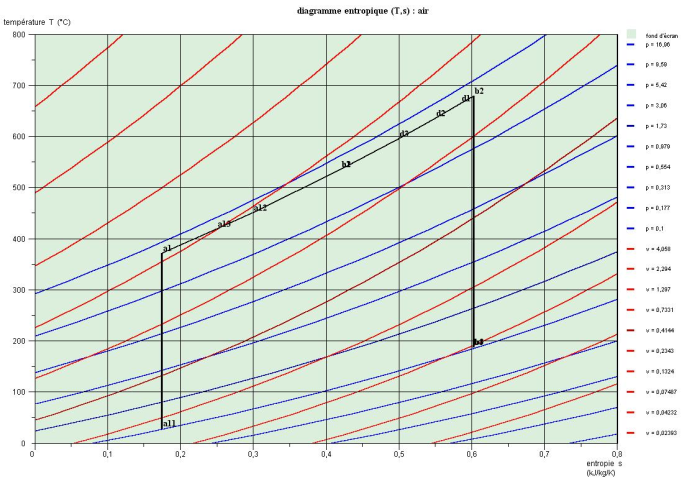 diagramme entropique (T,s) : air
température T (°C)
800
700
600
500
400
300
200
100
0
0
0,1
0,2
0,3
0,4
0,5
0,6
0,7
0,8
entropie s
(kJ/kg/K)
a1
a13
a12
d3
d2
d1
b2
a11
fond d'écran
p = 16,96
p = 9,59
p = 5,42
p = 3,06
p = 1,73
p = 0,979
p = 0,554
p = 0,313
p = 0,177
p = 0,1
v = 4,058
v = 2,294
v = 1,297
v = 0,7331
v = 0,4144
v = 0,2343
v = 0,1324
v = 0,07487
v = 0,04232
v = 0,02393